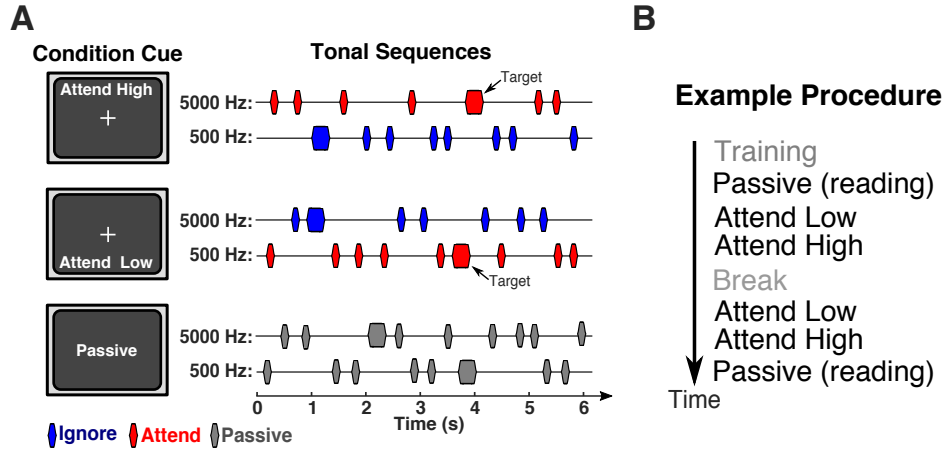 A
Condition Cue
Tonal Sequences
Attend High
5000 Hz:
Target
500 Hz:
5000 Hz:
500 Hz:
Attend Low
Target
Passive
5000 Hz:
500 Hz:
0 1 2 3 4 5 6
Time (s)
Ignore Attend Passive
B
Example Procedure
Training
Passive (reading)
Attend Low
Attend High
Break
Attend Low
Attend High
Passive (reading)
Time